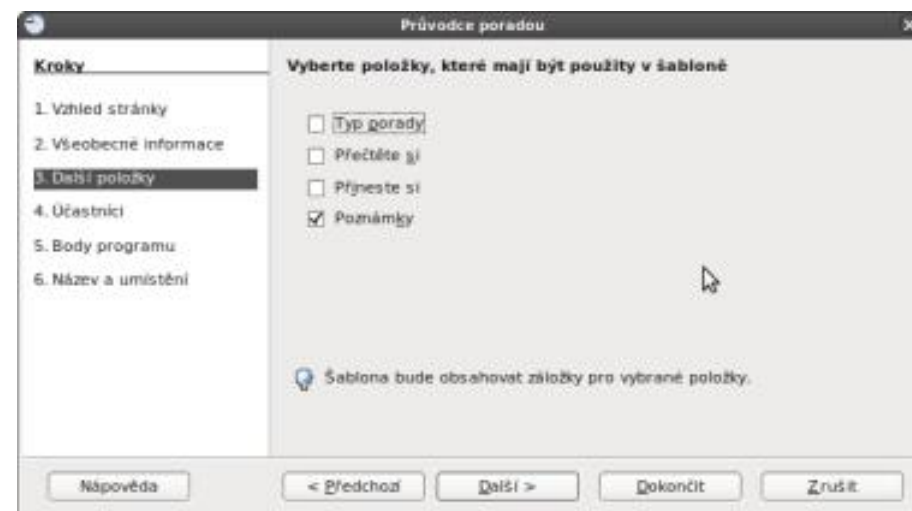 Průvodce poradou
Kroky
1. Vzhled stránky
2. Všeobecné informace
3. Další položky
4. Účastníci
5. Body programu
6. Název a umístění
Vyberte položky, které mají být použity v šabloně
Typ porady
Přečtěte si
Přineste si
Poznámky
Šablona bude obsahovat záložky pro vybrané položky.
Nápověda
< Předchozí
Další >
Dokončit
Zrušit